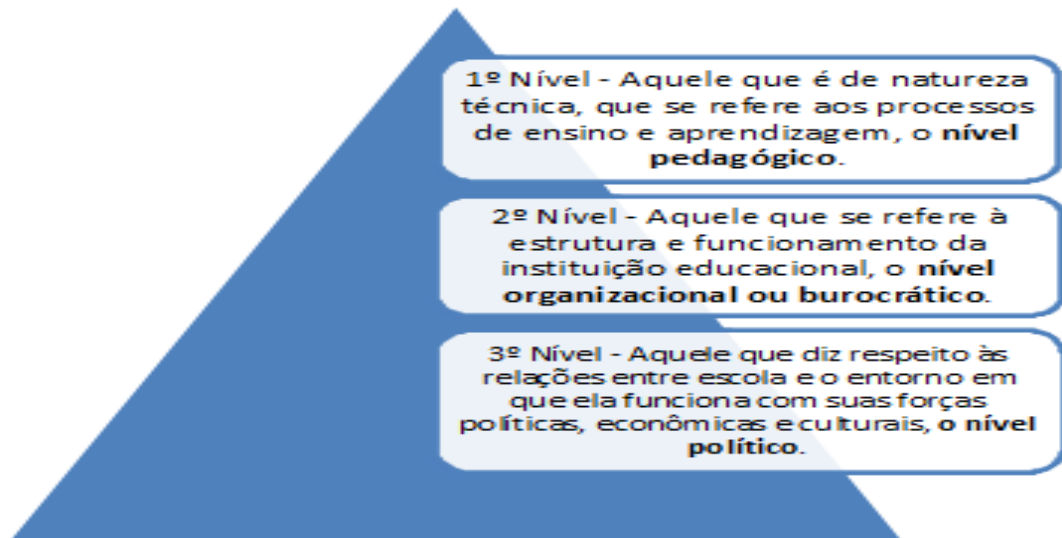 1º Nível - Aquele que é de natureza
técnica, que se refere aos processos
de ensino e aprendizagem, o nível
pedagógico.
2º Nível - Aquele que se refere à
estrutura e funcionamento da
instituição educacional, o nível
organizacional ou burocrático.
3º Nível - Aquele que diz respeito às
relações entre escola e o entorno em
que ela funciona com suas forças
políticas, econômicas e culturais, o nível
político.